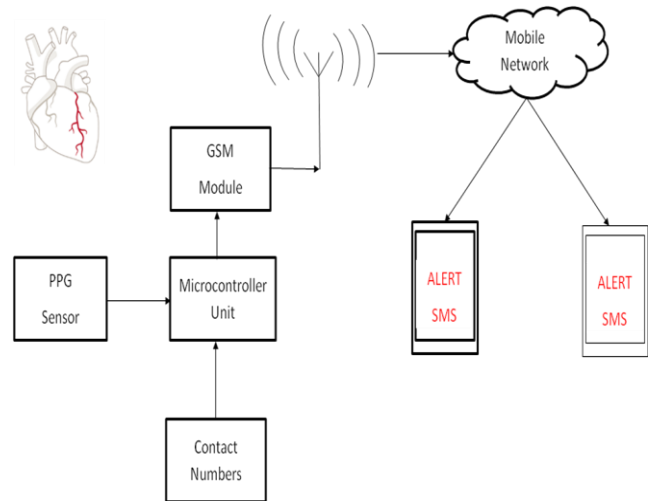 Mobile
Network
GSM
Module
PPG
Sensor
Microcontroller
Unit
ALERT
SMS
ALERT
SMS
Contact
Numbers